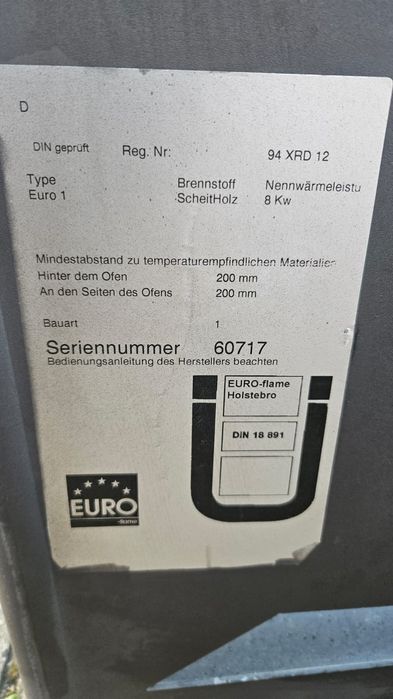 D
DIN geprüft Reg. Nr: 94 XRD 12
Type Brennstoff Nennwärmeleistu
Euro 1 ScheitHolz 8 Kw
Mindestabstand zu temperaturempfindlichen Materialien
Hinter dem Ofen 200 mm
An den Seiten des Ofens 200 mm
Bauart 1
Seriennummer 60717
Bedienungsanleitung des Herstellers beachten
EURO-flame
Holstebro
DiN 18 891
EURO
-flame